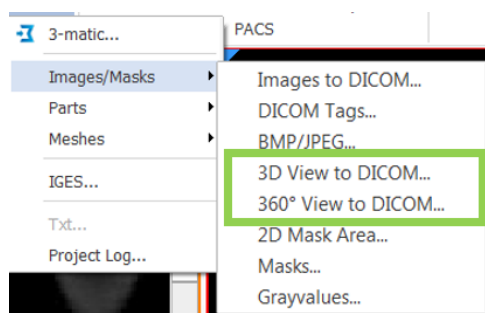 3-matic...
Images/Masks
Parts
Meshes
IGES...
Txt...
Project Log...
PACS
Images to DICOM...
DICOM Tags...
BMP/JPEG...
3D View to DICOM...
360° View to DICOM...
2D Mask Area...
Masks...
Grayvalues...